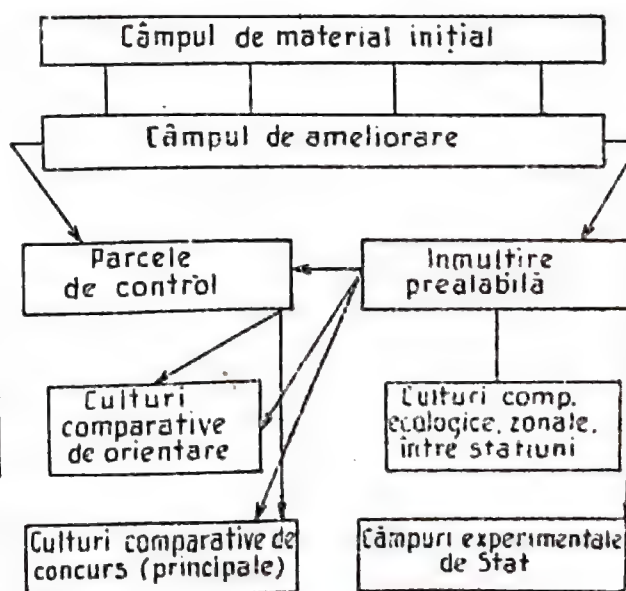 Câmpul de material inițial
Câmpul de ameliorare
Parcele
de control
Inmultire
prealabilă
Culturi
comparative
de orientare
Culturi comp.
ecologice, zonale,
între stațiuni
Culturi comparative de
concurs (principale)
Câmpuri experimentale
de Stat